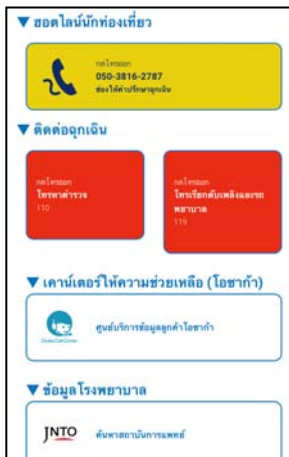 ▼ ฮอตไลน์นักท่องเที่ยว
กดโทรออก
050-3816-2787
ช่องให้คำปรึกษาฉุกเฉิน
▼ ติดต่อฉุกเฉิน
กดโทรออก
โทรหาตำรวจ
110
กดโทรออก
โทรเรียกดับเพลิงและรถ
พยาบาล
119
▼ เคาน์เตอร์ให้ความช่วยเหลือ (โอซาก้า)
Osaka Call Center
ศูนย์บริการข้อมูลลูกค้าโอซาก้า
▼ ข้อมูลโรงพยาบาล
JNTO
ค้นหาสถาบันการแพทย์